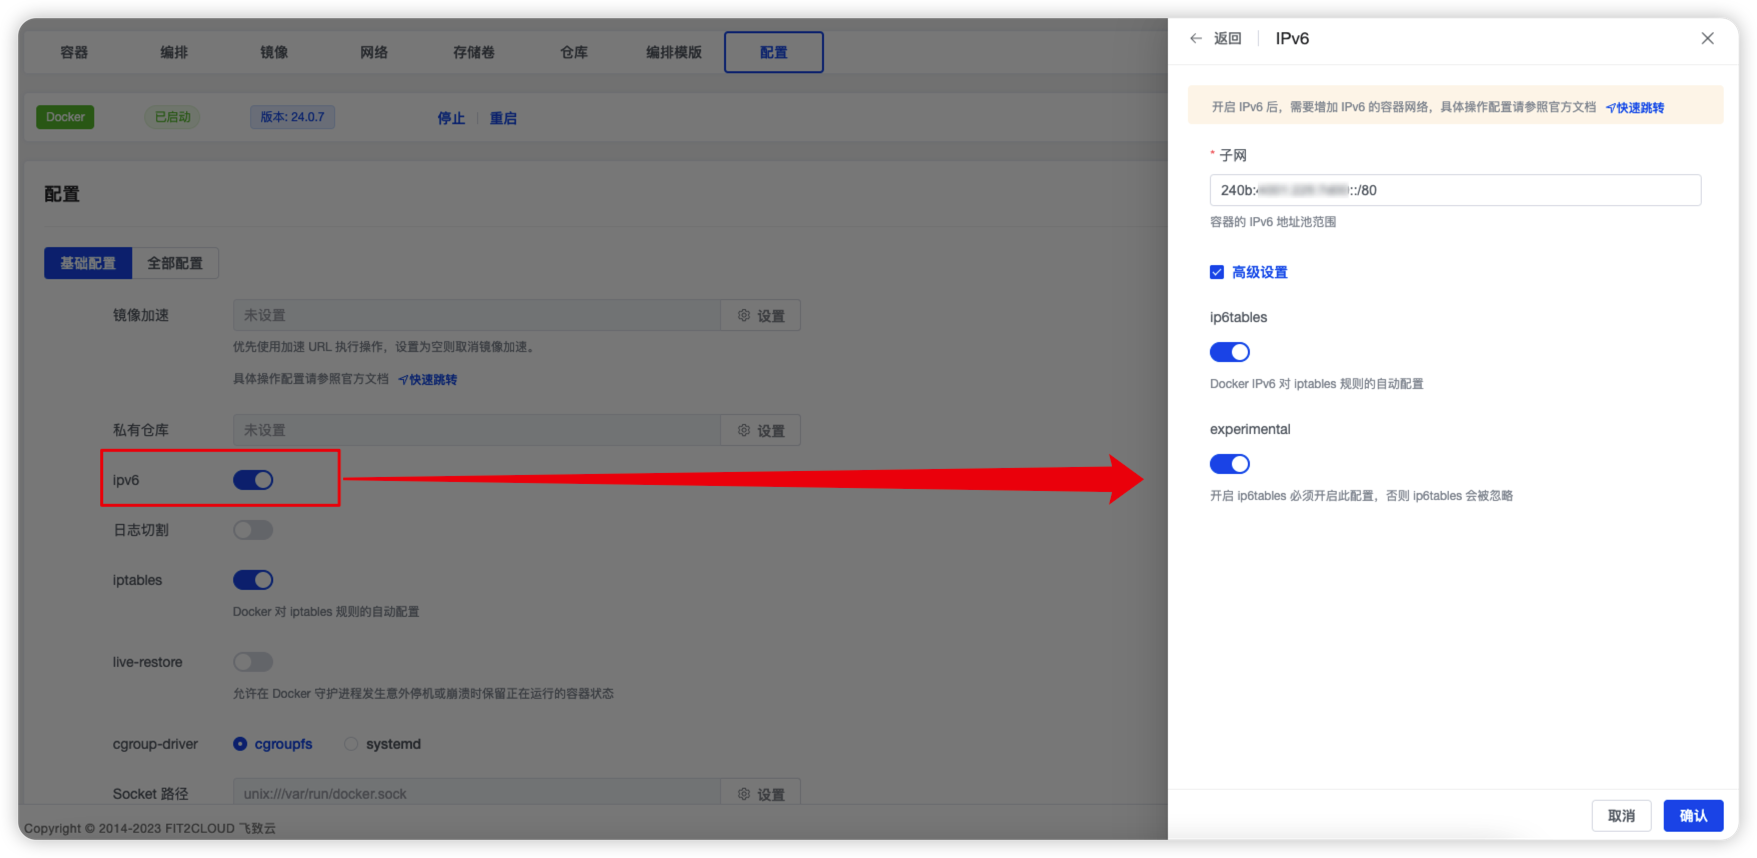 容器 编排 镜像 网络 存储卷 仓库 编排模版 配置
Docker 已启动 版本: 24.0.7 停止 重启
配置
基础配置 全部配置
镜像加速 未设置 设置
优先使用加速 URL 执行操作，设置为空则取消镜像加速。
具体操作配置请参照官方文档 快速跳转
私有仓库 未设置 设置
ipv6
日志切割
iptables
Docker 对 iptables 规则的自动配置
live-restore
允许在 Docker 守护进程发生意外停机或崩溃时保留正在运行的容器状态
cgroup-driver cgroupfs systemd
Socket 路径 unix:///var/run/docker.sock 设置
Copyright © 2014-2023 FIT2CLOUD 飞致云
返回 IPv6
开启 IPv6 后，需要增加 IPv6 的容器网络，具体操作配置请参照官方文档 快速跳转
* 子网
240b: ::/80
容器的 IPv6 地址池范围
高级设置
ip6tables
Docker IPv6 对 iptables 规则的自动配置
experimental
开启 ip6tables 必须开启此配置，否则 ip6tables 会被忽略
取消 确认